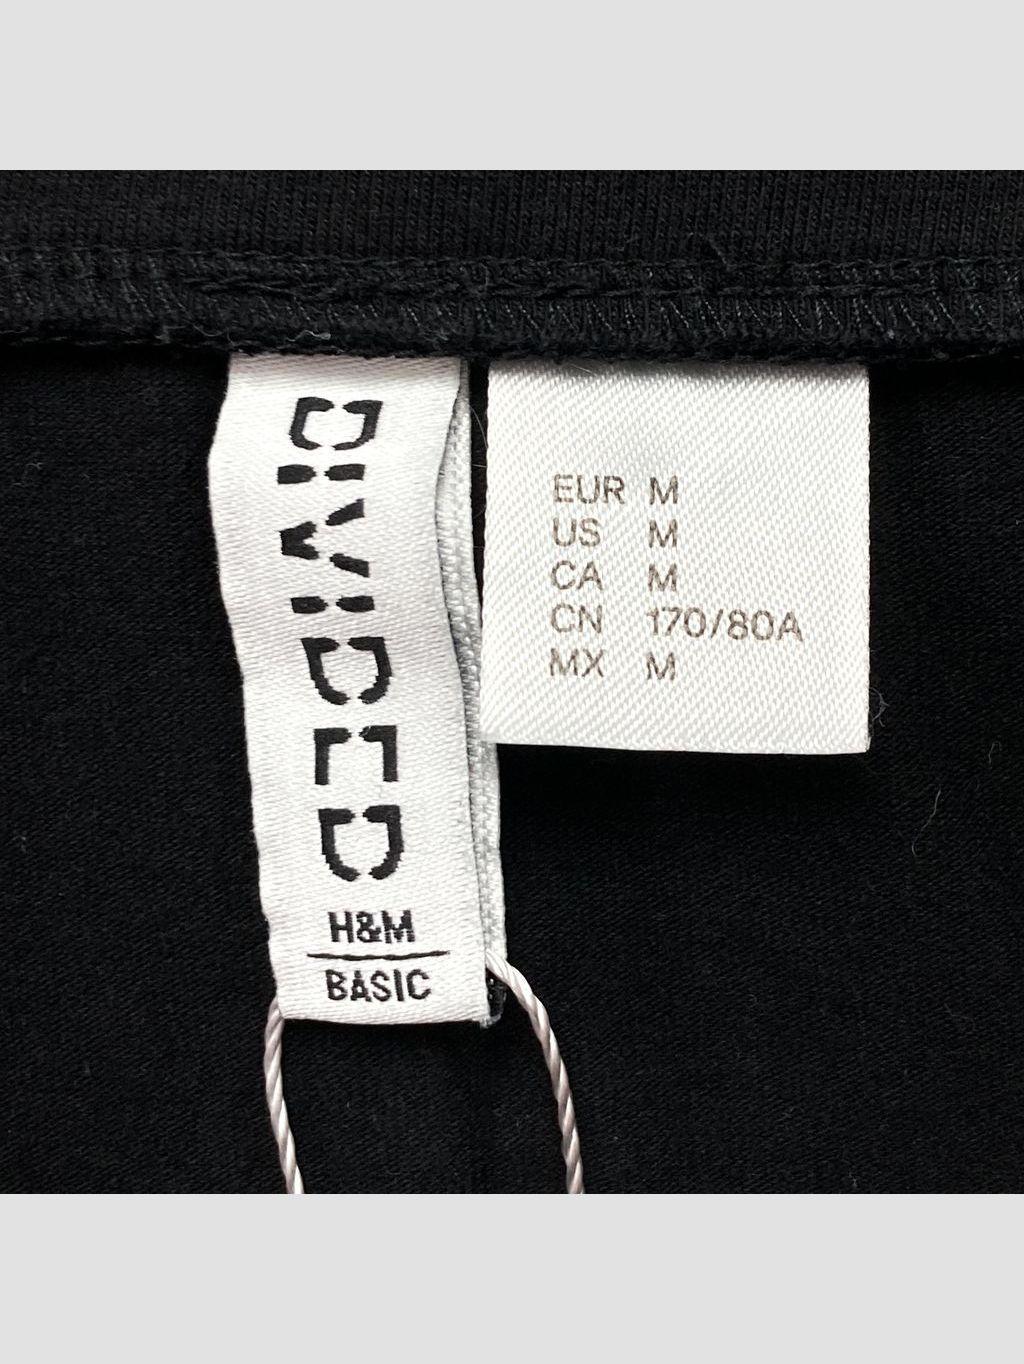 DIVIDED
H&M
BASIC
EUR M
US M
CA M
CN 170/80A
MX M